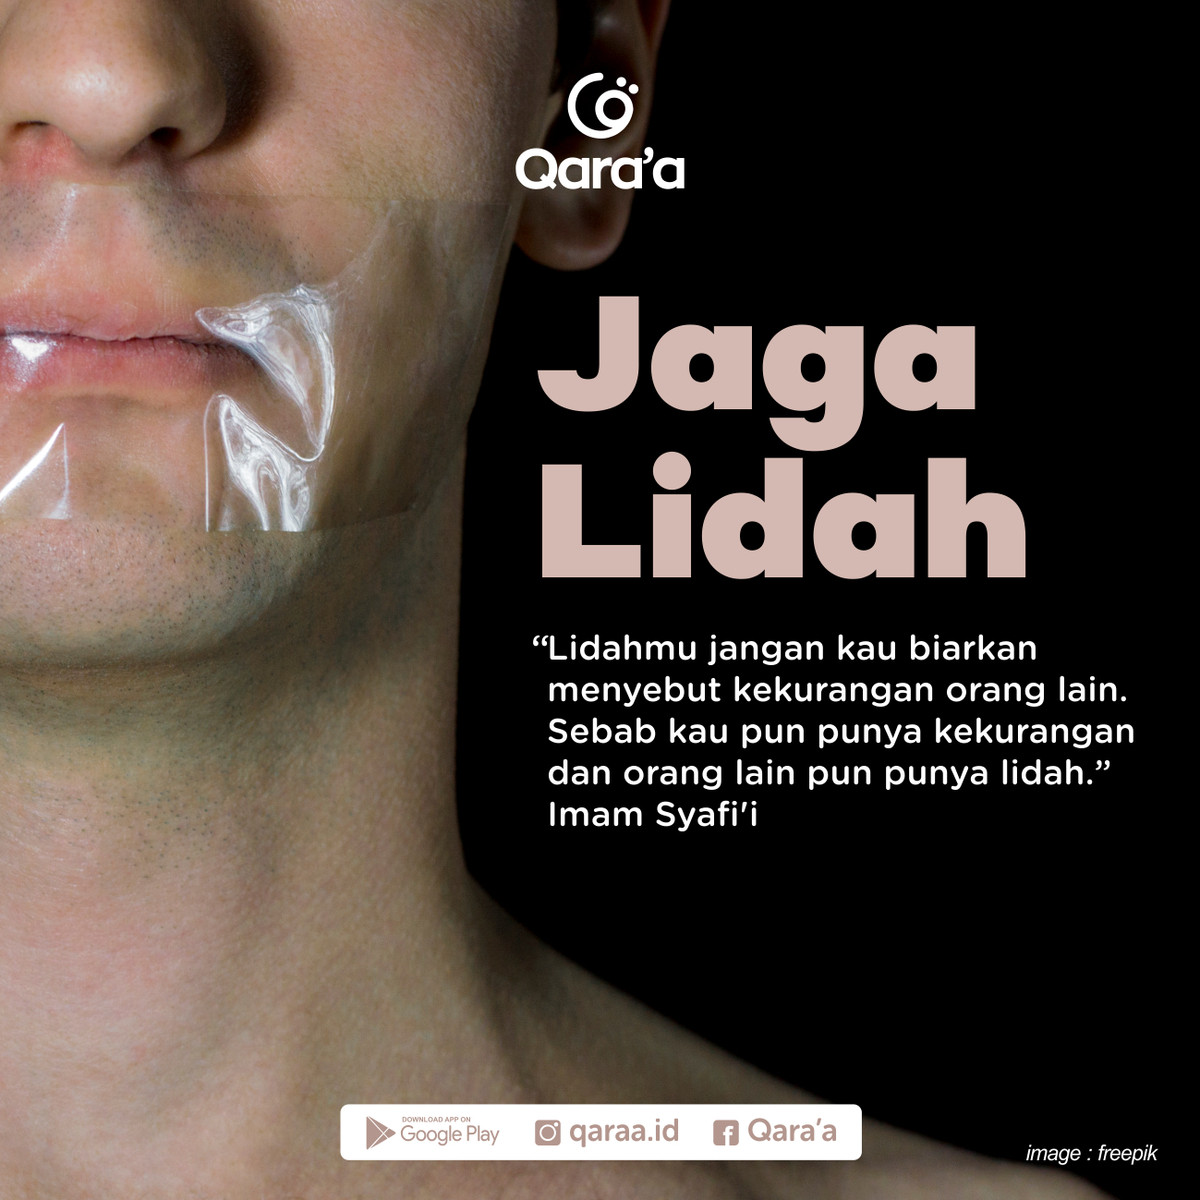 Qara'a
Jaga
Lidah
“Lidahmu jangan kau biarkan
menyebut kekurangan orang lain.
Sebab kau pun punya kekurangan
dan orang lain pun punya lidah.”
Imam Syafi'i
DOWNLOAD APP ON
Google Play
qaraa.id
Qara'a
image : freepik